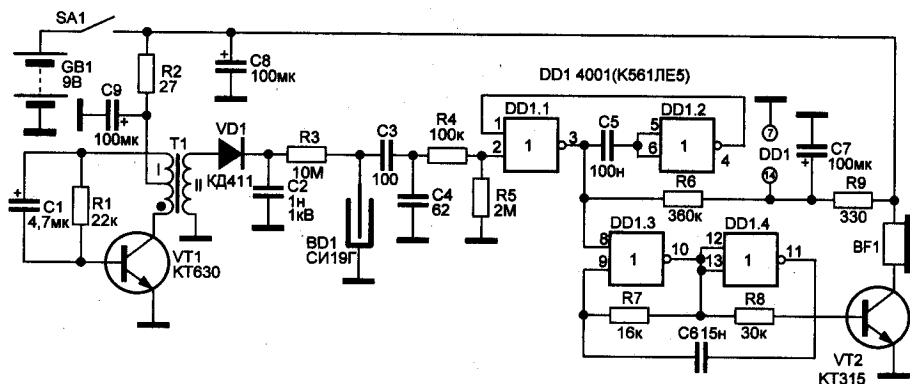 SA1
GB1
9В
R2
27
C9
100мк
C8
100мк
DD1 4001(К561ЛЕ5)
T1
I
II
VD1
КД411
R3
10М
C3
100
R4
100к
DD1.1
1
2
1
3
C5
100н
DD1.2
5
6
1
4
7
DD1
14
C7
100мк
R9
330
C1
4,7мк
R1
22к
VT1
КТ630
C2
1н
1кВ
BD1
СИ19Г
C4
62
R5
2М
R6
360к
DD1.3
8
9
1
10
DD1.4
12
13
1
11
BF1
R7
16к
R8
30к
C6 15н
VT2
КТ315